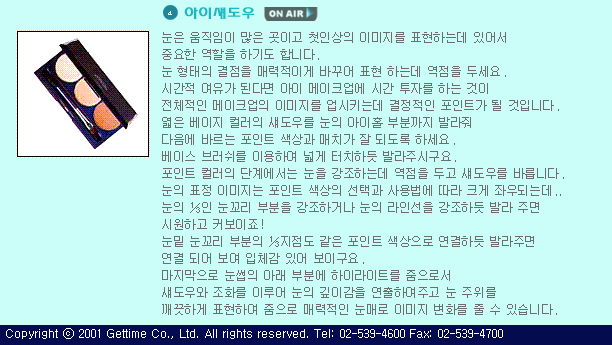 4 아이섀도우 ON AIR
눈은 움직임이 많은 곳이고 첫인상의 이미지를 표현하는데 있어서
중요한 역할을 하기도 합니다.
눈 형태의 결점을 매력적이게 바꾸어 표현 하는데 역점을 두세요.
시간적 여유가 된다면 아이 메이크업에 시간 투자를 하는 것이
전체적인 메이크업의 이미지를 업시키는데 결정적인 포인트가 될 것입니다.
엷은 베이지 컬러의 섀도우를 눈의 아이홀 부분까지 발라줘
다음에 바르는 포인트 색상과 매치가 잘 되도록 하세요.
베이스 브러쉬를 이용하여 넓게 터치하듯 발라주시구요.
포인트 컬러의 단계에서는 눈을 강조하는데 역점을 두고 섀도우를 바릅니다.
눈의 표정 이미지는 포인트 색상의 선택과 사용법에 따라 크게 좌우되는데..
눈의 ⅓인 눈꼬리 부분을 강조하거나 눈의 라인선을 강조하듯 발라 주면
시원하고 커보이죠!
눈밑 눈꼬리 부분의 ⅓지점도 같은 포인트 색상으로 연결하듯 발라주면
연결 되어 보여 입체감 있어 보이구요.
마지막으로 눈썹의 아래 부분에 하이라이트를 줌으로서
섀도우와 조화를 이루어 눈의 깊이감을 연출하여주고 눈 주위를
깨끗하게 표현하여 줌으로 매력적인 눈매로 이미지 변화를 줄 수 있습니다.
Copyright ⓒ 2001 Gettime Co., Ltd. All rights reserved. Tel: 02-539-4600 Fax: 02-539-4700